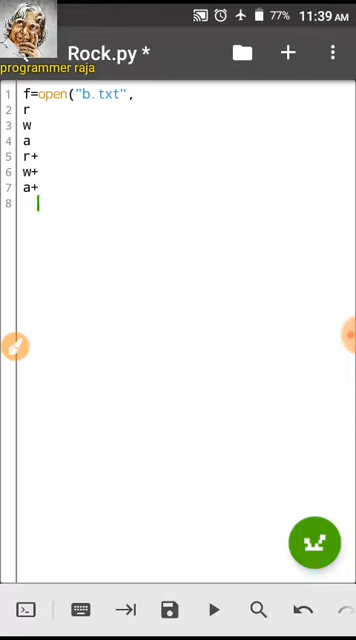 77% 11:39 AM
Rock.py *
programmer raja
1 f=open("b.txt",
2 r
3 w
4 a
5 r+
6 w+
7 a+
8